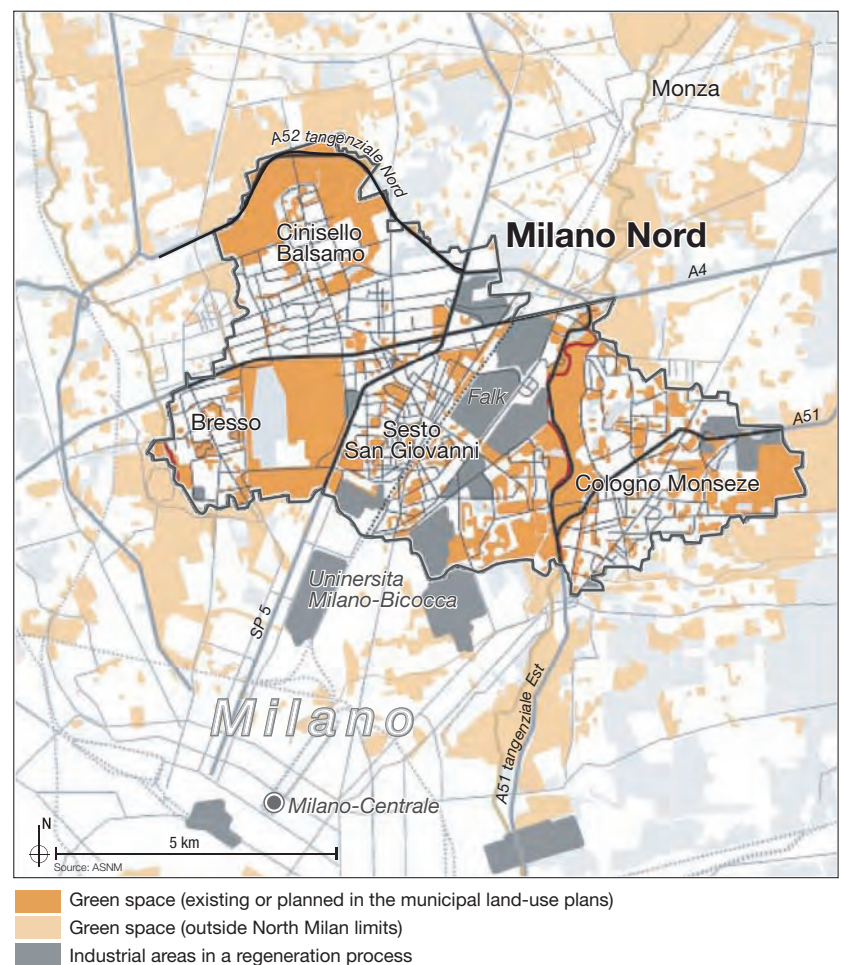 Monza
A52 tangenziale Nord
Milano Nord
Cinisello
Balsamo
A4
Falk
Bresso
Sesto
San Giovanni
A51
Cologno Monseze
Uninersita
Milano-Bicocca
SP 5
Milano
A51 tangenziale Est
Milano-Centrale
N
5 km
Source: ASNM
Green space (existing or planned in the municipal land-use plans)
Green space (outside North Milan limits)
Industrial areas in a regeneration process